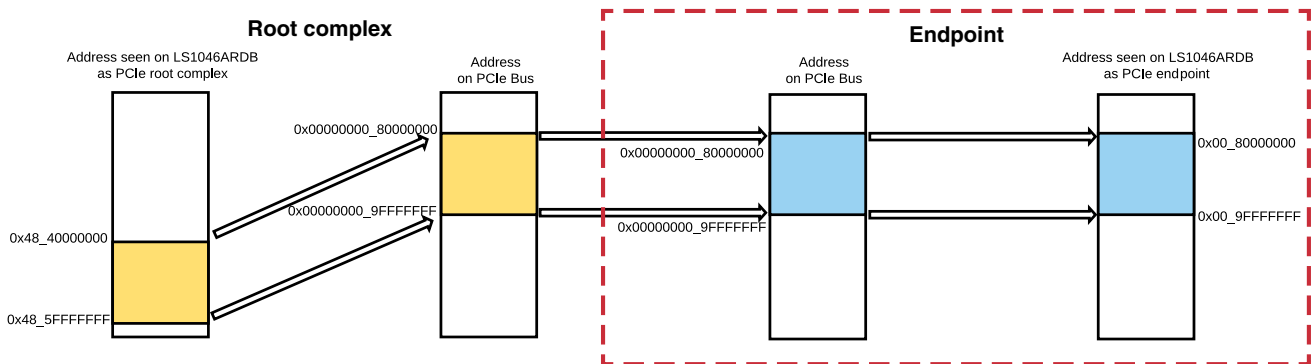 Root complex
Endpoint
Address seen on LS1046ARDB
as PCIe root complex
Address
on PCIe Bus
Address
on PCIe Bus
Address seen on LS1046ARDB
as PCIe endpoint
0x00000000_80000000
0x00000000_80000000
0x00_80000000
0x00000000_9FFFFFFF
0x00000000_9FFFFFFF
0x00_9FFFFFFF
0x48_40000000
0x48_5FFFFFFF